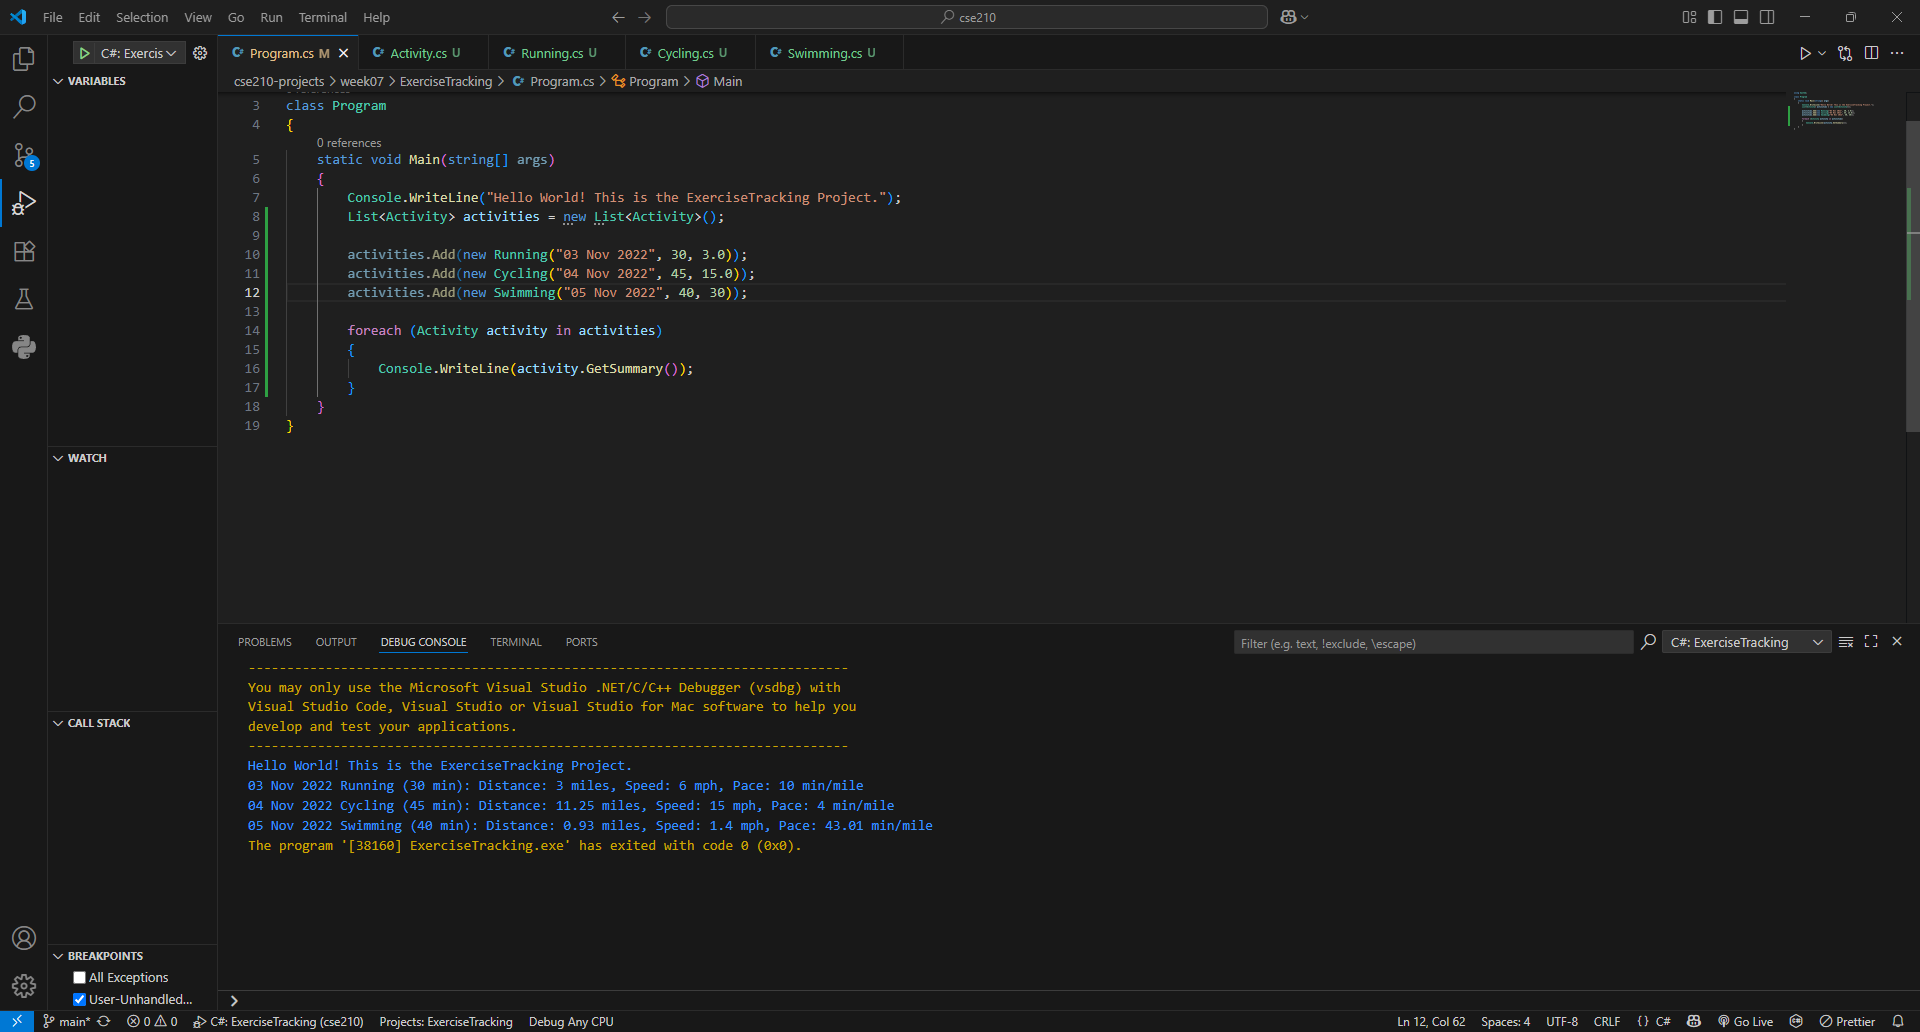 File Edit Selection View Go Run Terminal Help
cse210
C#: Exercis
Program.cs M
Activity.cs U
Running.cs U
Cycling.cs U
Swimming.cs U
VARIABLES
cse210-projects > week07 > ExerciseTracking > Program.cs > Program > Main
3 class Program
4 {
0 references
5 static void Main(string[] args)
6 {
7 Console.WriteLine("Hello World! This is the ExerciseTracking Project.");
8 List<Activity> activities = new List<Activity>();
9
10 activities.Add(new Running("03 Nov 2022", 30, 3.0));
11 activities.Add(new Cycling("04 Nov 2022", 45, 15.0));
12 activities.Add(new Swimming("05 Nov 2022", 40, 30));
13
14 foreach (Activity activity in activities)
15 {
16 Console.WriteLine(activity.GetSummary());
17 }
18 }
19 }
5
WATCH
CALL STACK
BREAKPOINTS
All Exceptions
User-Unhandled...
PROBLEMS OUTPUT DEBUG CONSOLE TERMINAL PORTS
Filter (e.g. text, !exclude, \escape)
C#: ExerciseTracking
------------------------------------------------------------------------------
You may only use the Microsoft Visual Studio .NET/C/C++ Debugger (vsdbg) with
Visual Studio Code, Visual Studio or Visual Studio for Mac software to help you
develop and test your applications.
------------------------------------------------------------------------------
Hello World! This is the ExerciseTracking Project.
03 Nov 2022 Running (30 min): Distance: 3 miles, Speed: 6 mph, Pace: 10 min/mile
04 Nov 2022 Cycling (45 min): Distance: 11.25 miles, Speed: 15 mph, Pace: 4 min/mile
05 Nov 2022 Swimming (40 min): Distance: 0.93 miles, Speed: 1.4 mph, Pace: 43.01 min/mile
The program '[38160] ExerciseTracking.exe' has exited with code 0 (0x0).
main* 0 0 C#: ExerciseTracking (cse210) Projects: ExerciseTracking Debug Any CPU
Ln 12, Col 62 Spaces: 4 UTF-8 CRLF {} C# Go Live Prettier